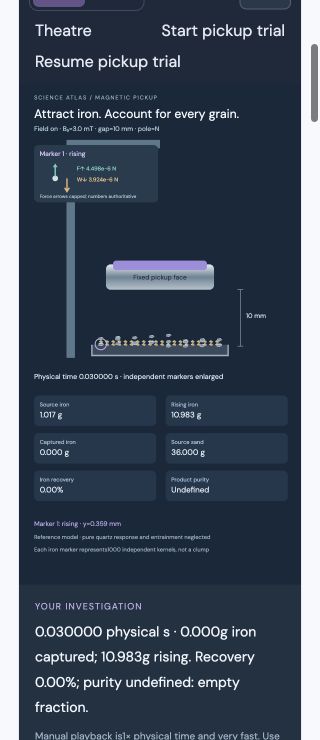 Theatre
Start pickup trial
Resume pickup trial
SCIENCE ATLAS / MAGNETIC PICKUP
Attract iron. Account for every grain.
Field on · B₀=3.0 mT · gap=10 mm · pole=N
Marker 1 · rising
F↑ 4.498e-6 N
W↓ 3.924e-6 N
Force arrows capped; numbers authoritative
Fixed pickup face
10 mm
Physical time 0.030000 s · independent markers enlarged
Source iron
1.017 g
Rising iron
10.983 g
Captured iron
0.000 g
Source sand
36.000 g
Iron recovery
0.00%
Product purity
Undefined
Marker 1: rising · y=0.359 mm
Reference model · pure quartz response and entrainment neglected
Each iron marker represents1000 independent kernels, not a clump
YOUR INVESTIGATION
0.030000 physical s · 0.000g iron
captured; 10.983g rising. Recovery
0.00%; purity undefined: empty
fraction.
Manual playback is1× physical time and very fast. Use